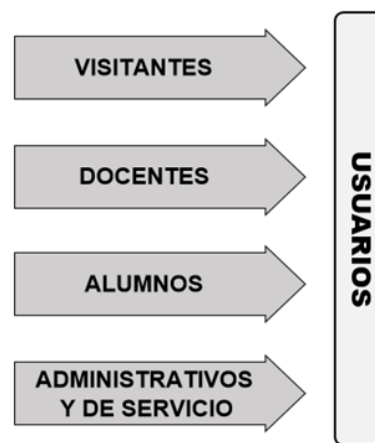 VISITANTES
DOCENTES
ALUMNOS
ADMINISTRATIVOS
Y DE SERVICIO
USUARIOS